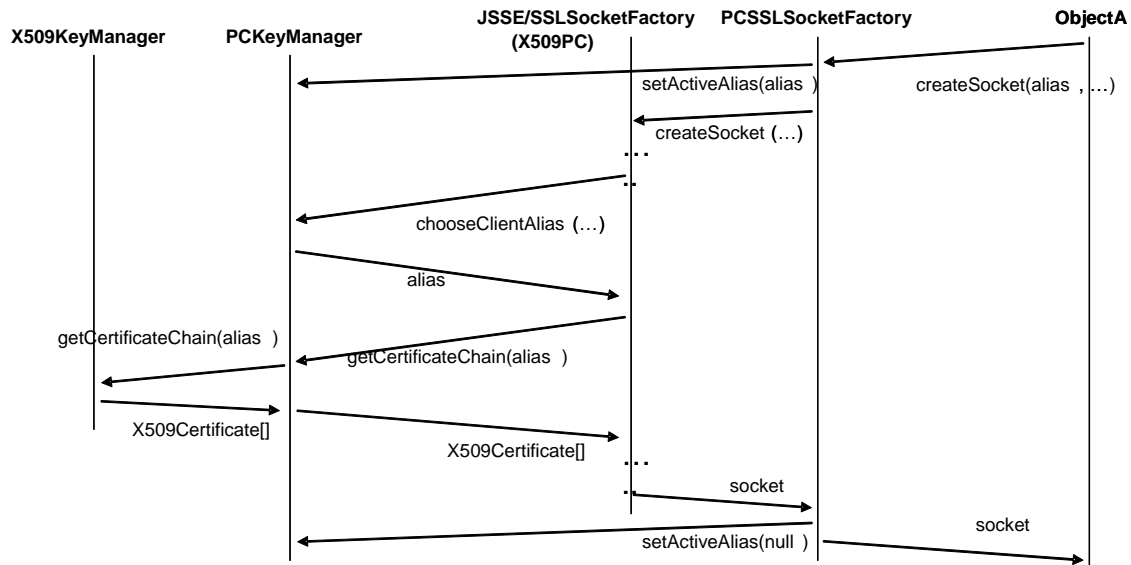 JSSE/SSLSocketFactory PCSSLSocketFactory ObjectA
X509KeyManager PCKeyManager
(X509PC)
setActiveAlias(alias )
createSocket(alias , ...)
createSocket (...)
...
..
chooseClientAlias (...)
alias
getCertificateChain(alias )
getCertificateChain(alias )
X509Certificate[]
X509Certificate[]
...
..
socket
socket
setActiveAlias(null )